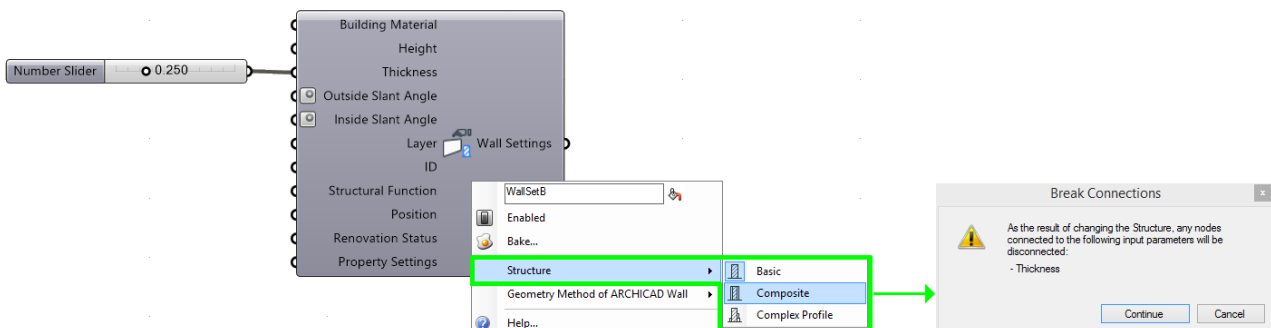 Building Material
Height
Number Slider 0.250
Thickness
Outside Slant Angle
Inside Slant Angle
Layer
Wall Settings
ID
Structural Function
Position
Renovation Status
Property Settings
WallSetB
Enabled
Bake...
Structure
Geometry Method of ARCHICAD Wall
Help...
Basic
Composite
Complex Profile
Break Connections
x
As the result of changing the Structure, any nodes
connected to the following input parameters will be
disconnected:
- Thickness
Continue Cancel